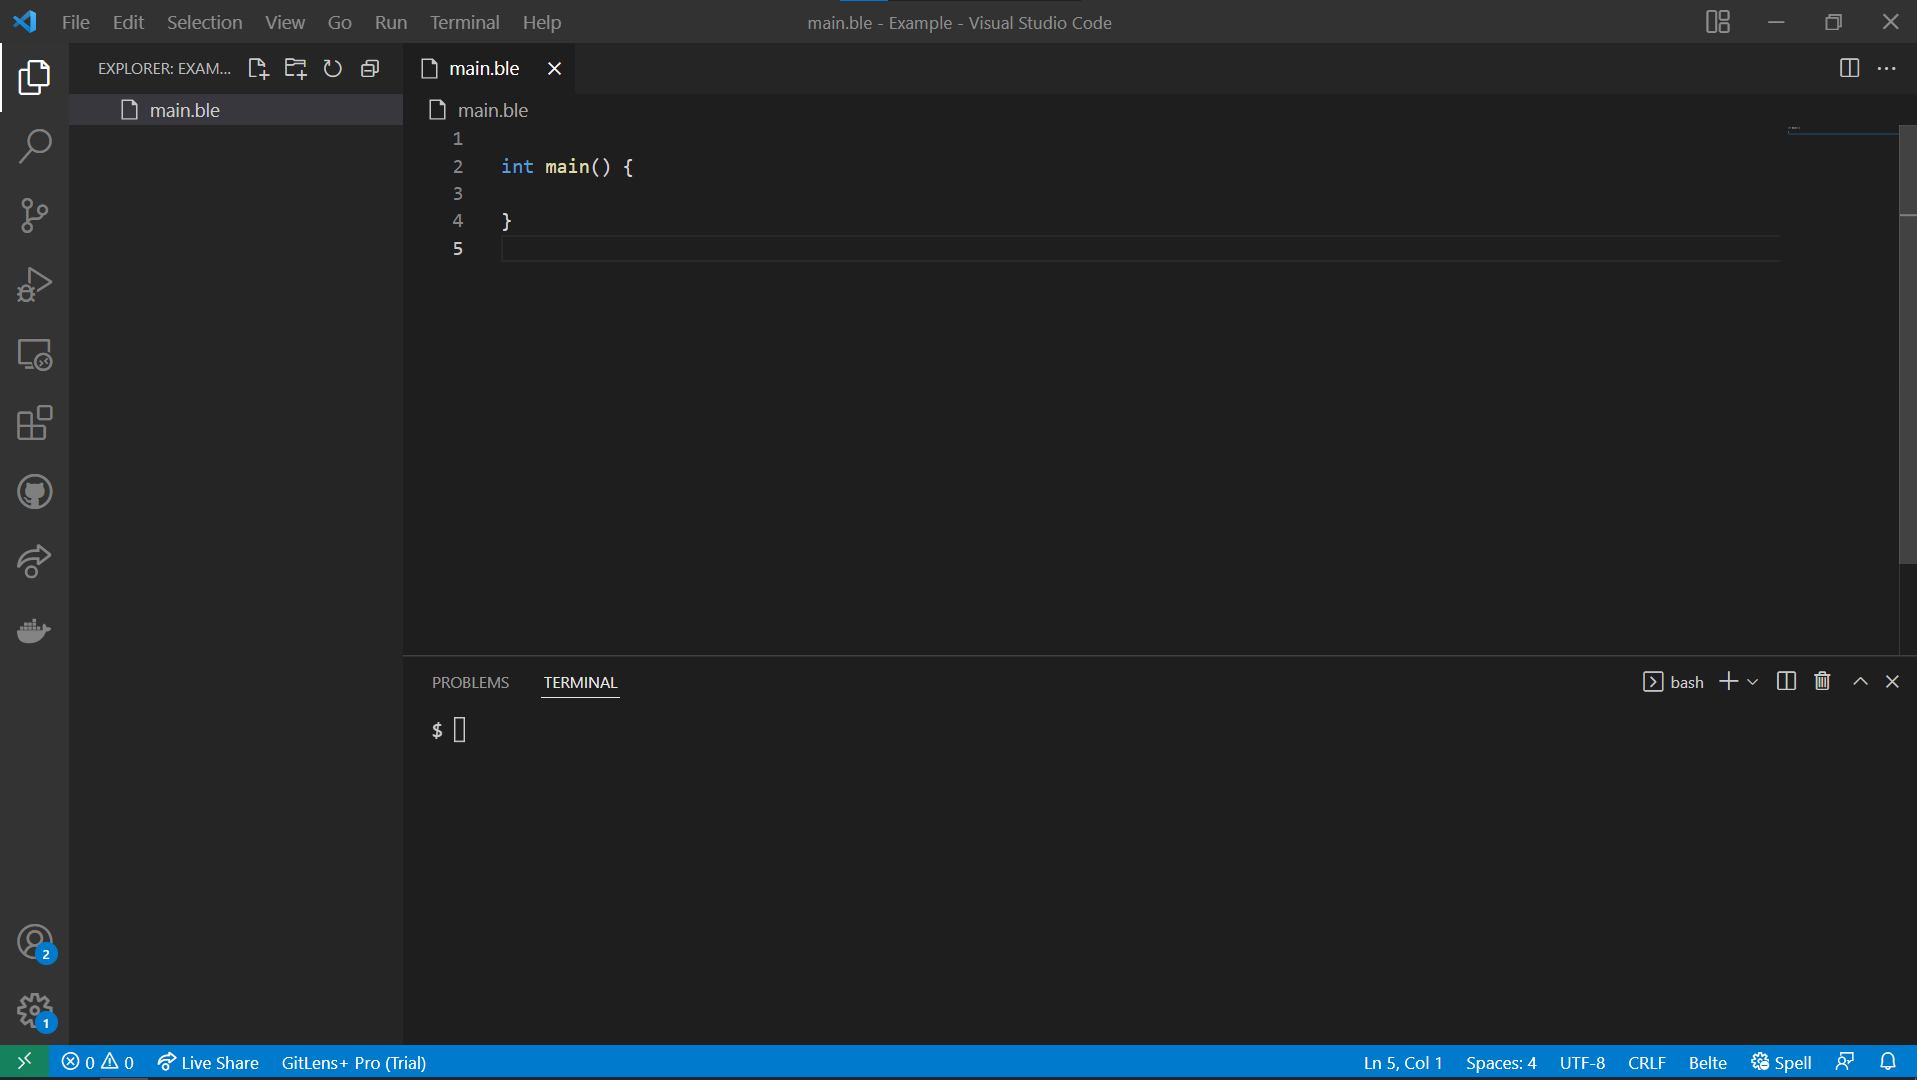 File Edit Selection View Go Run Terminal Help main.ble - Example - Visual Studio Code
EXPLORER: EXAM...
main.ble
main.ble
main.ble
1
2 int main() {
3
4 }
5
PROBLEMS TERMINAL bash
$
2
1
0 0 Live Share GitLens+ Pro (Trial) Ln 5, Col 1 Spaces: 4 UTF-8 CRLF Belte Spell